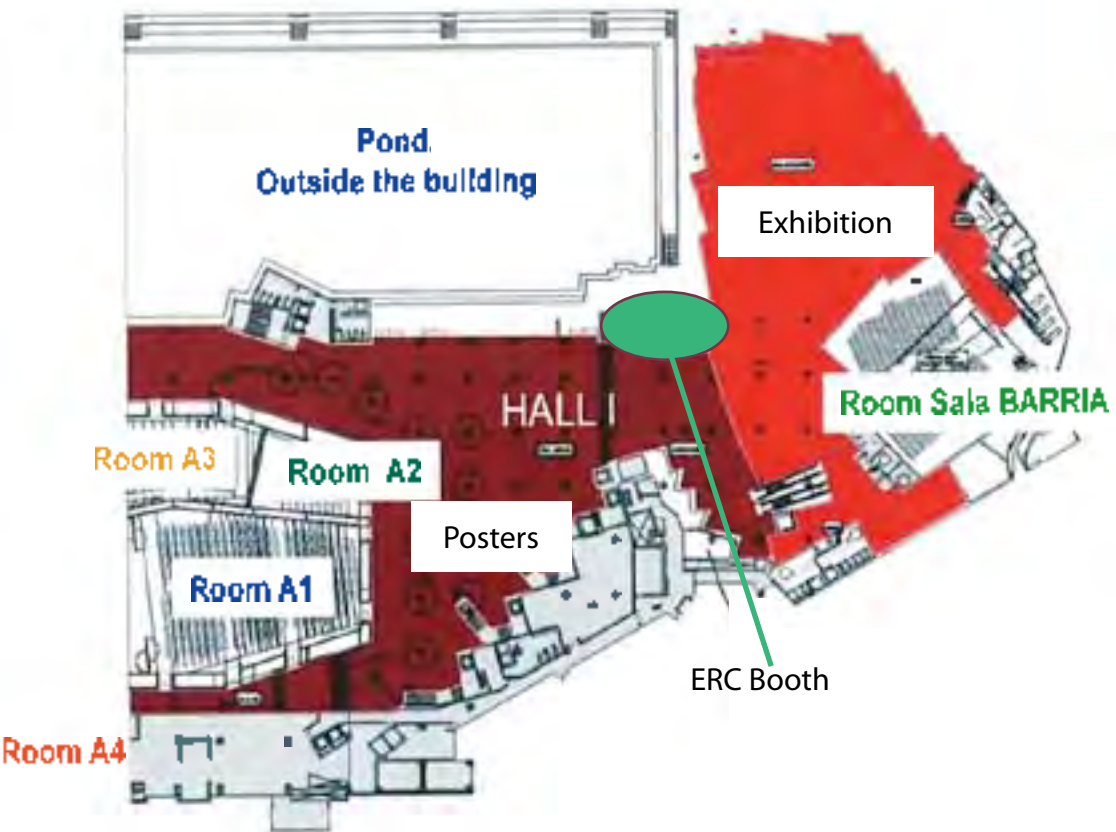 Pond.
Outside the building
Exhibition
HALL I
Room Sala BARRIA
Room A3
Room A2
Posters
Room A1
ERC Booth
Room A4